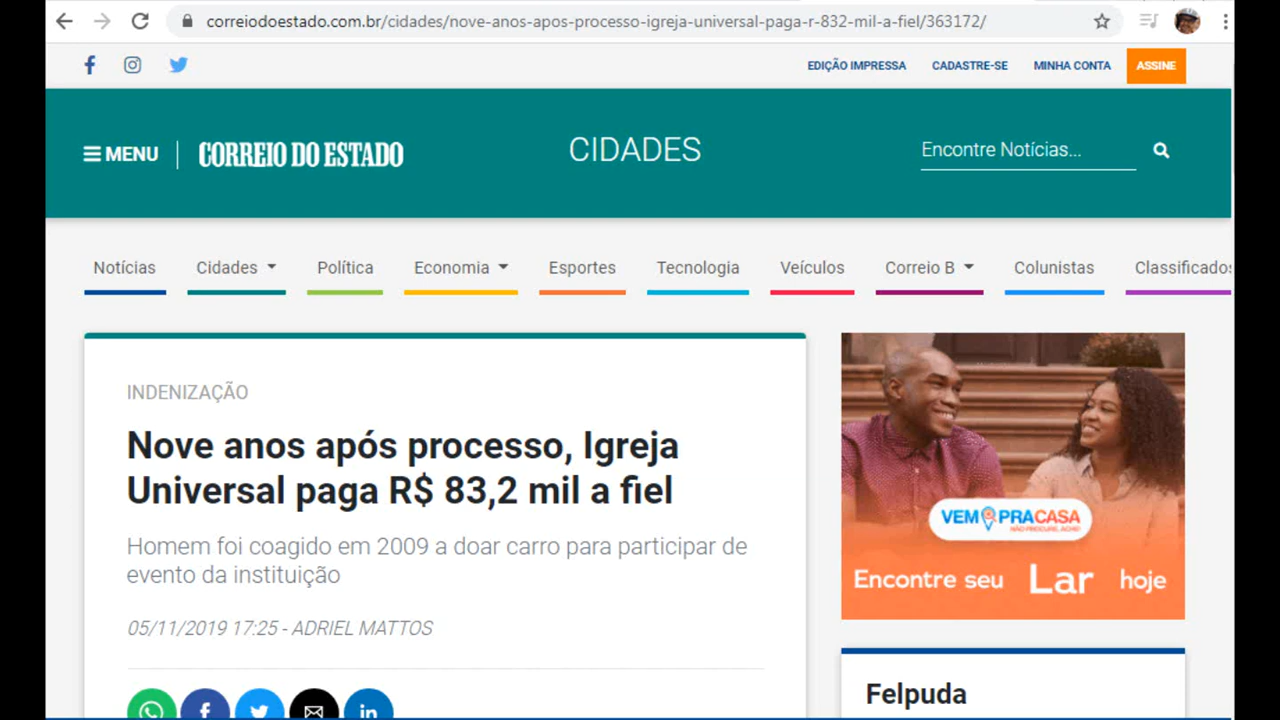 correiodoestado.com.br/cidades/nove-anos-apos-processo-igreja-universal-paga-r-832-mil-a-fiel/363172/
EDIÇÃO IMPRESSA CADASTRE-SE MINHA CONTA ASSINE
MENU CORREIO DO ESTADO CIDADES Encontre Notícias...
Notícias Cidades Política Economia Esportes Tecnologia Veículos Correio B Colunistas Classificados
INDENIZAÇÃO
Nove anos após processo, Igreja
Universal paga R$ 83,2 mil a fiel
Homem foi coagido em 2009 a doar carro para participar de
evento da instituição
05/11/2019 17:25 - ADRIEL MATTOS
VEM PRA CASA
NÃO PROCURE, ACHE!
Encontre seu Lar hoje
Felpuda